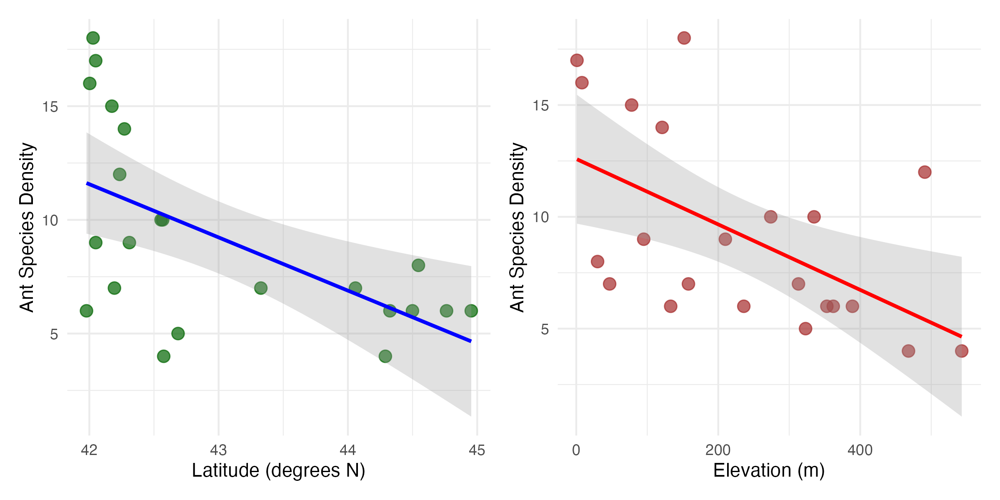 Ant Species Density
15
10
5
42 43 44 45
Latitude (degrees N)
Ant Species Density
15
10
5
0 200 400
Elevation (m)